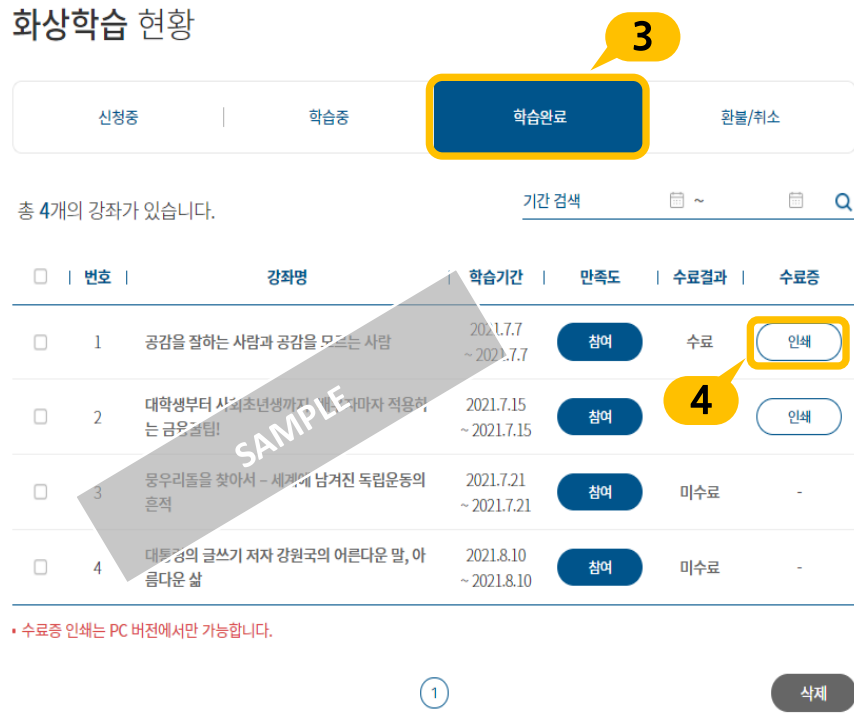 화상학습 현황
3
신청중 | 학습중 학습완료 환불/취소
총 4개의 강좌가 있습니다.
기간 검색 ~
| 번호 | 강좌명 | 학습기간 | 만족도 | 수료결과 | 수료증
1 공감을 잘하는 사람과 공감을 모르는 사람 2021.7.7 ~ 2021.7.7 참여 수료 인쇄
4
2 대학생부터 사회초년생까지, 적용하
는 금융꿀팁! 2021.7.15 ~ 2021.7.15 참여 인쇄
SAMPLE
3 뭉우리돌을 찾아서 – 세계에 남겨진 독립운동의
흔적 2021.7.21 ~ 2021.7.21 참여 미수료 -
4 대통령의 글쓰기 저자 강원국의 어른다운 말, 아
름다운 삶 2021.8.10 ~ 2021.8.10 참여 미수료 -
• 수료증 인쇄는 PC 버전에서만 가능합니다.
1
삭제